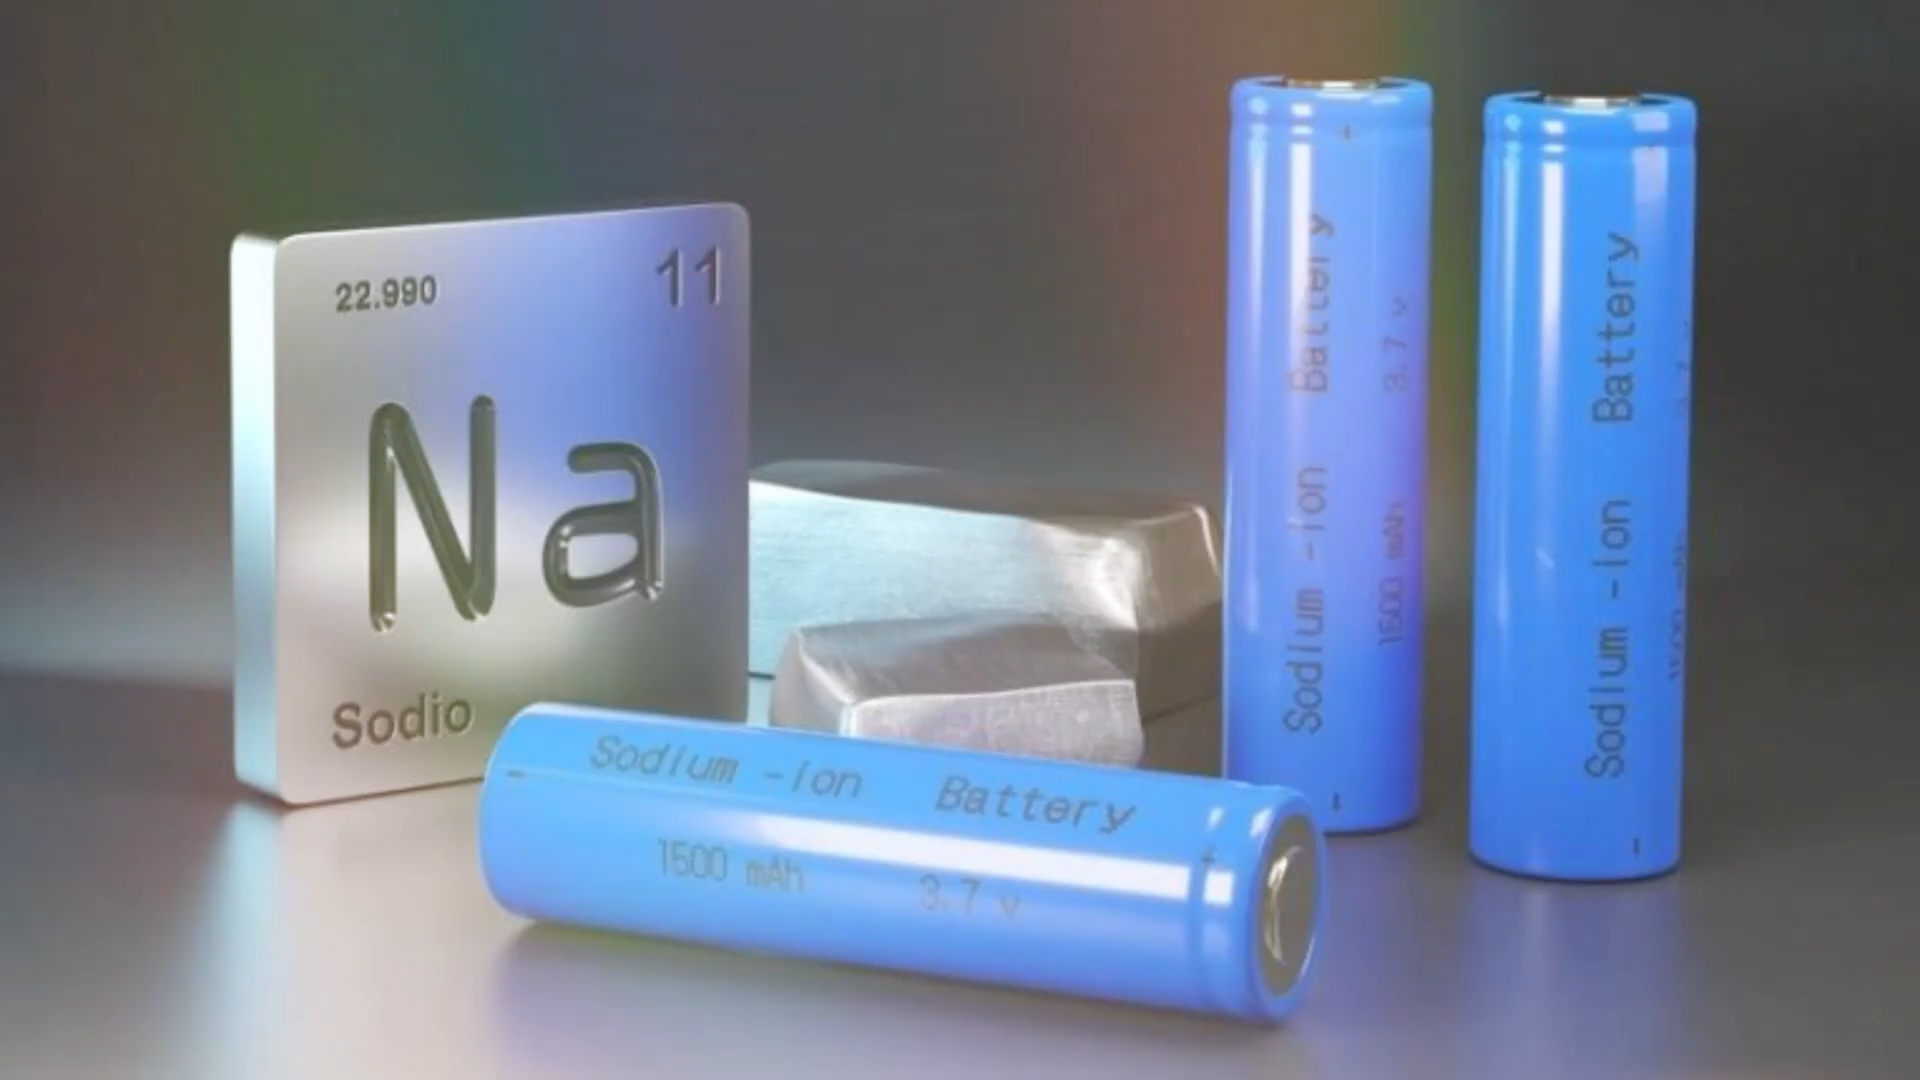 22.990
11
Na
Sodio
Sodium -ion Battery
1500 mAh 3.7 v
Sodium -ion Battery
1500 mAh 3.7 v
Sodium -ion Battery